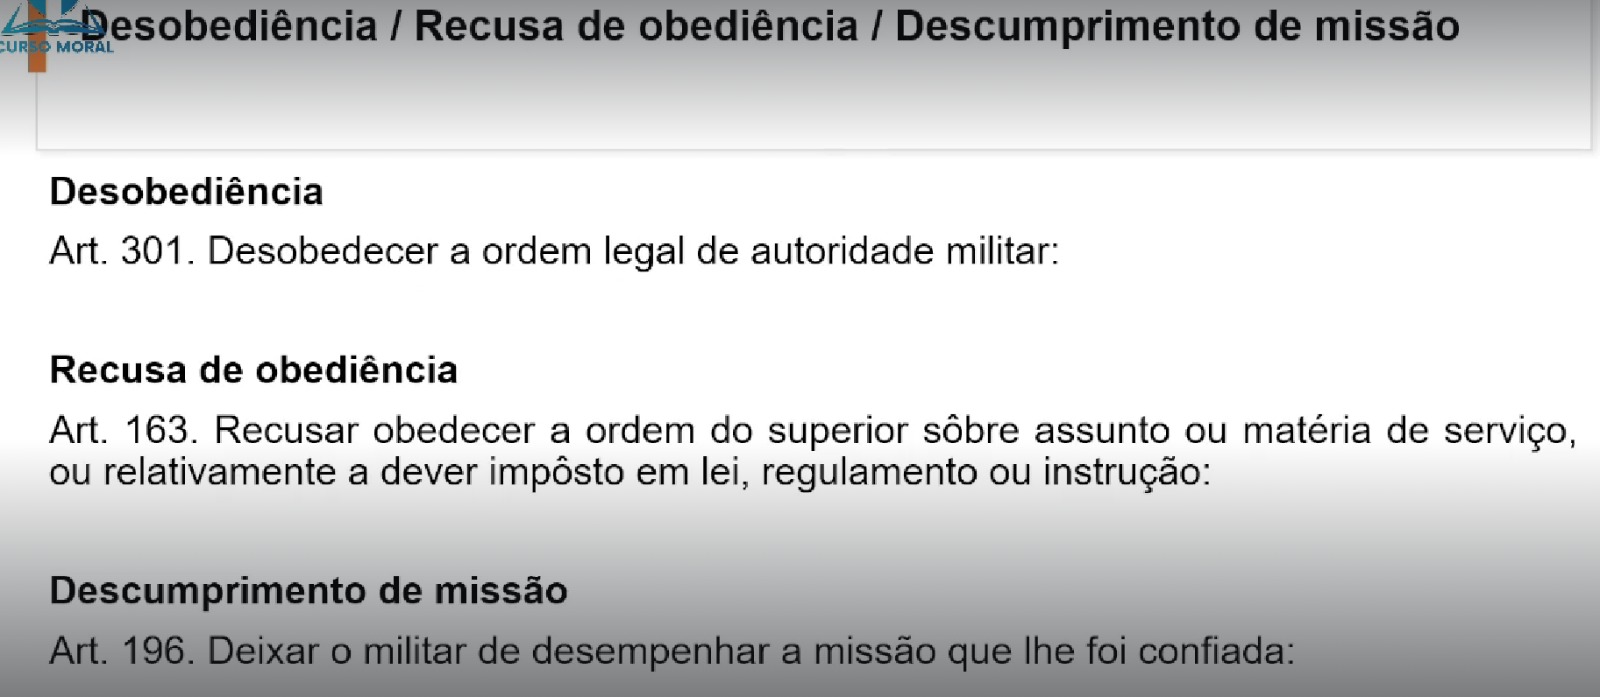 Desobediência / Recusa de obediência / Descumprimento de missão
CURSO MORAL
Desobediência
Art. 301. Desobedecer a ordem legal de autoridade militar:
Recusa de obediência
Art. 163. Recusar obedecer a ordem do superior sôbre assunto ou matéria de serviço,
ou relativamente a dever impôsto em lei, regulamento ou instrução:
Descumprimento de missão
Art. 196. Deixar o militar de desempenhar a missão que lhe foi confiada: